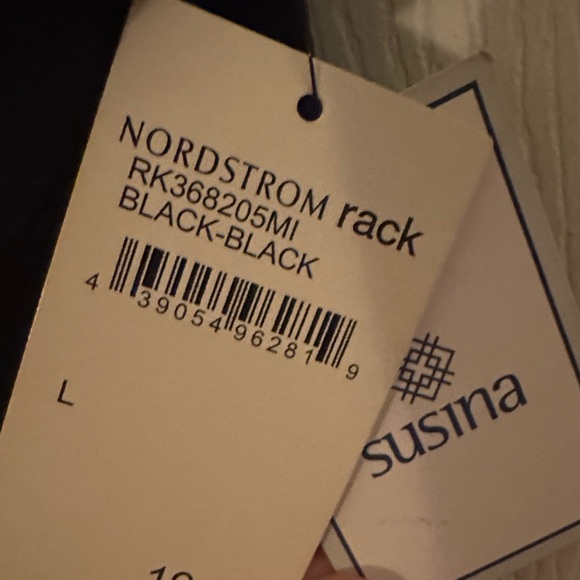 NORDSTROM rack
RK368205MI
BLACK-BLACK
4 39054 96281 9
L
susina